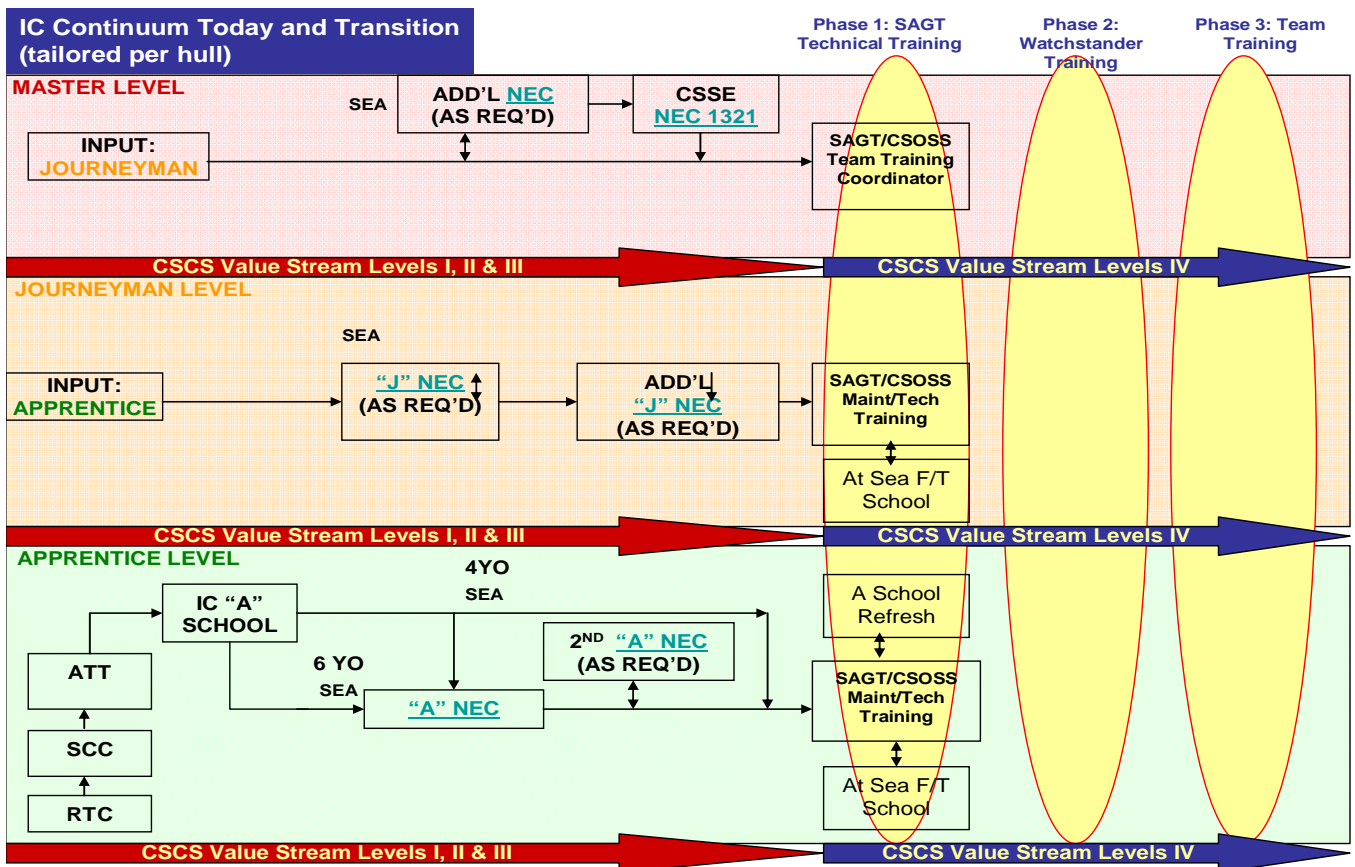 IC Continuum Today and Transition
(tailored per hull)
Phase 1: SAGT
Technical Training
Phase 2:
Watchstander
Training
Phase 3: Team
Training
MASTER LEVEL
SEA
ADD'L NEC
(AS REQ'D)
CSSE
NEC 1321
INPUT:
JOURNEYMAN
SAGT/CSOSS
Team Training
Coordinator
CSCS Value Stream Levels I, II & III
CSCS Value Stream Levels IV
JOURNEYMAN LEVEL
SEA
INPUT:
APPRENTICE
“J” NEC
(AS REQ'D)
ADD'L
“J” NEC
(AS REQ'D)
SAGT/CSOSS
Maint/Tech
Training
At Sea F/T
School
CSCS Value Stream Levels I, II & III
CSCS Value Stream Levels IV
APPRENTICE LEVEL
4YO
SEA
IC “A”
SCHOOL
A School
Refresh
2ND “A” NEC
(AS REQ'D)
ATT
6 YO
SEA
“A” NEC
SAGT/CSOSS
Maint/Tech
Training
SCC
At Sea F/T
School
RTC
CSCS Value Stream Levels I, II & III
CSCS Value Stream Levels IV